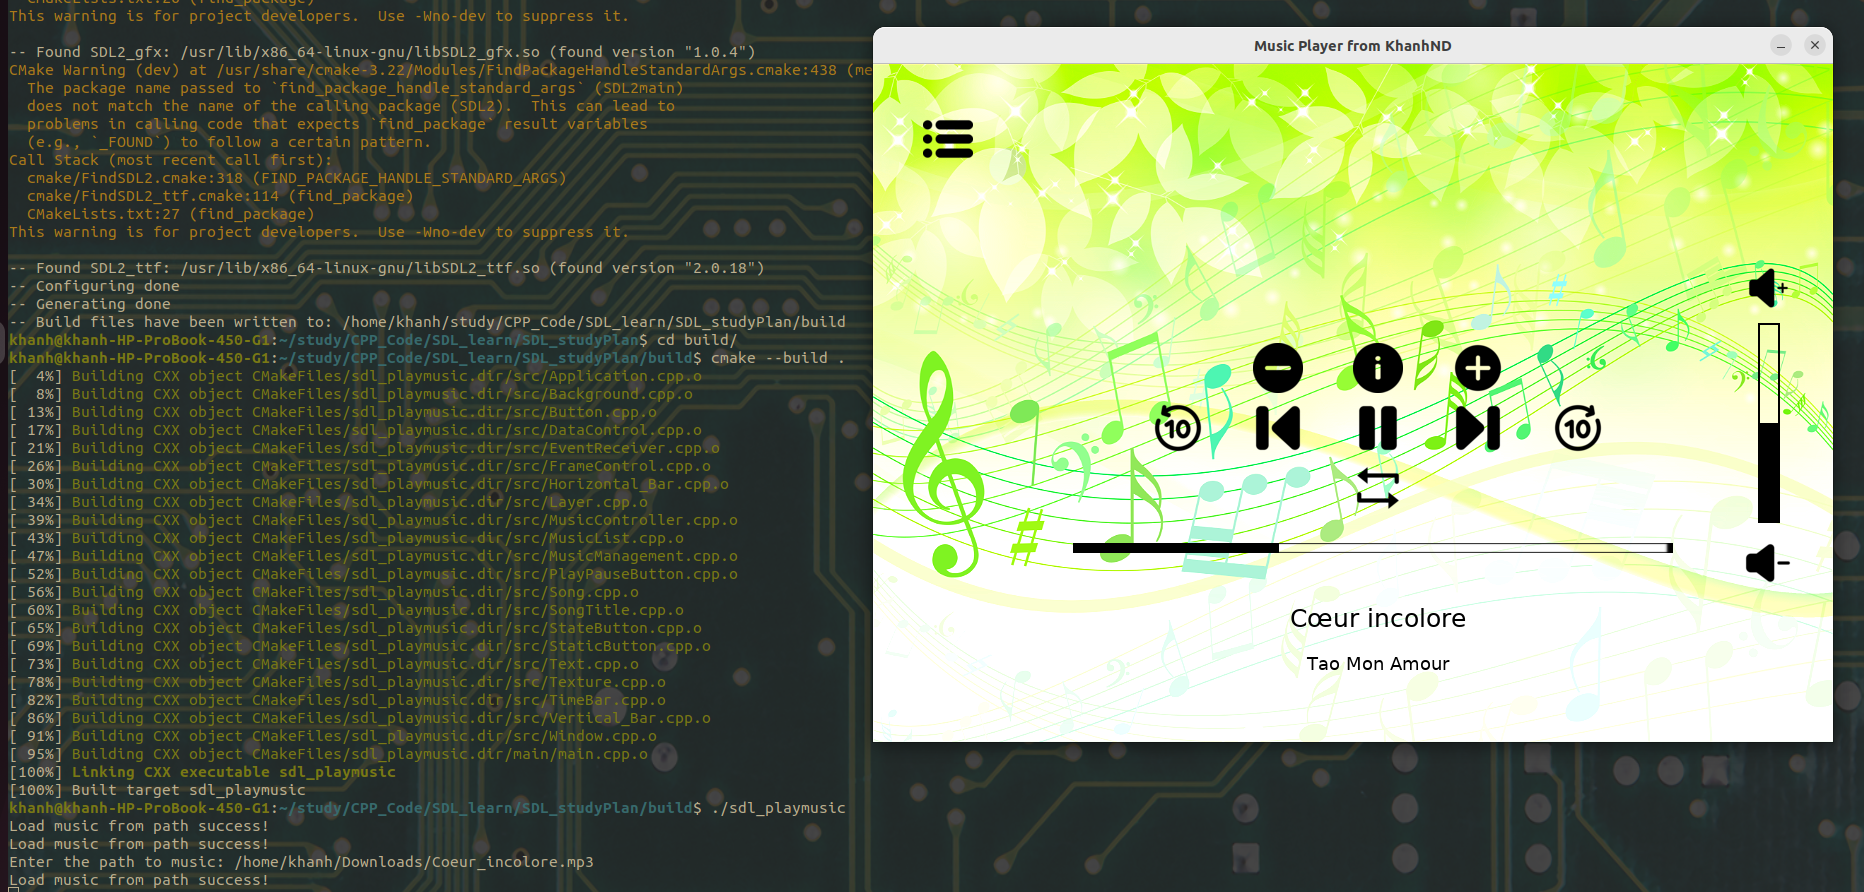 This warning is for project developers.  Use -Wno-dev to suppress it.
-- Found SDL2_gfx: /usr/lib/x86_64-linux-gnu/libSDL2_gfx.so (found version "1.0.4")
CMake Warning (dev) at /usr/share/cmake-3.22/Modules/FindPackageHandleStandardArgs.cmake:438 (me
  The package name passed to `find_package_handle_standard_args` (SDL2main)
  does not match the name of the calling package (SDL2).  This can lead to
  problems in calling code that expects `find_package` result variables
  (e.g., `_FOUND`) to follow a certain pattern.
Call Stack (most recent call first):
  cmake/FindSDL2.cmake:318 (FIND_PACKAGE_HANDLE_STANDARD_ARGS)
  cmake/FindSDL2_ttf.cmake:114 (find_package)
  CMakeLists.txt:27 (find_package)
This warning is for project developers.  Use -Wno-dev to suppress it.
-- Found SDL2_ttf: /usr/lib/x86_64-linux-gnu/libSDL2_ttf.so (found version "2.0.18")
-- Configuring done
-- Generating done
-- Build files have been written to: /home/khanh/study/CPP_Code/SDL_learn/SDL_studyPlan/build
khanh@khanh-HP-ProBook-450-G1:~/study/CPP_Code/SDL_learn/SDL_studyPlan$ cd build/
khanh@khanh-HP-ProBook-450-G1:~/study/CPP_Code/SDL_learn/SDL_studyPlan/build$ cmake --build .
[  4%] Building CXX object CMakeFiles/sdl_playmusic.dir/src/Application.cpp.o
[  8%] Building CXX object CMakeFiles/sdl_playmusic.dir/src/Background.cpp.o
[ 13%] Building CXX object CMakeFiles/sdl_playmusic.dir/src/Button.cpp.o
[ 17%] Building CXX object CMakeFiles/sdl_playmusic.dir/src/DataControl.cpp.o
[ 21%] Building CXX object CMakeFiles/sdl_playmusic.dir/src/EventReceiver.cpp.o
[ 26%] Building CXX object CMakeFiles/sdl_playmusic.dir/src/FrameControl.cpp.o
[ 30%] Building CXX object CMakeFiles/sdl_playmusic.dir/src/Horizontal_Bar.cpp.o
[ 34%] Building CXX object CMakeFiles/sdl_playmusic.dir/src/Layer.cpp.o
[ 39%] Building CXX object CMakeFiles/sdl_playmusic.dir/src/MusicController.cpp.o
[ 43%] Building CXX object CMakeFiles/sdl_playmusic.dir/src/MusicList.cpp.o
[ 47%] Building CXX object CMakeFiles/sdl_playmusic.dir/src/MusicManagement.cpp.o
[ 52%] Building CXX object CMakeFiles/sdl_playmusic.dir/src/PlayPauseButton.cpp.o
[ 56%] Building CXX object CMakeFiles/sdl_playmusic.dir/src/Song.cpp.o
[ 60%] Building CXX object CMakeFiles/sdl_playmusic.dir/src/SongTitle.cpp.o
[ 65%] Building CXX object CMakeFiles/sdl_playmusic.dir/src/StateButton.cpp.o
[ 69%] Building CXX object CMakeFiles/sdl_playmusic.dir/src/StaticButton.cpp.o
[ 73%] Building CXX object CMakeFiles/sdl_playmusic.dir/src/Text.cpp.o
[ 78%] Building CXX object CMakeFiles/sdl_playmusic.dir/src/Texture.cpp.o
[ 82%] Building CXX object CMakeFiles/sdl_playmusic.dir/src/TimeBar.cpp.o
[ 86%] Building CXX object CMakeFiles/sdl_playmusic.dir/src/Vertical_Bar.cpp.o
[ 91%] Building CXX object CMakeFiles/sdl_playmusic.dir/src/Window.cpp.o
[ 95%] Building CXX object CMakeFiles/sdl_playmusic.dir/main/main.cpp.o
[100%] Linking CXX executable sdl_playmusic
[100%] Built target sdl_playmusic
khanh@khanh-HP-ProBook-450-G1:~/study/CPP_Code/SDL_learn/SDL_studyPlan/build$ ./sdl_playmusic
Load music from path success!
Load music from path success!
Enter the path to music: /home/khanh/Downloads/Coeur_incolore.mp3
Load music from path success!
Music Player from KhanhND
10
10
Cœur incolore
Tao Mon Amour